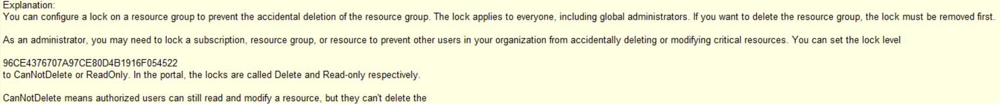 Explanation:
You can configure a lock on a resource group to prevent the accidental deletion of the resource group. The lock applies to everyone, including global administrators. If you want to delete the resource group, the lock must be removed first.
As an administrator, you may need to lock a subscription, resource group, or resource to prevent other users in your organization from accidentally deleting or modifying critical resources. You can set the lock level
96CE4376707A97CE80D4B1916F054522
to CanNotDelete or ReadOnly. In the portal, the locks are called Delete and Read-only respectively.
CanNotDelete means authorized users can still read and modify a resource, but they can't delete the